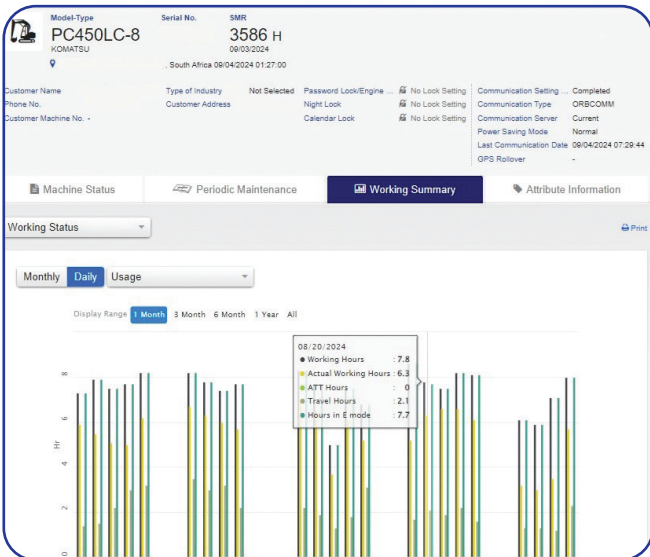 Model-Type Serial No. SMR
PC450LC-8 3586 H
KOMATSU 09/03/2024
, South Africa 09/04/2024 01:27:00
Customer Name Type of Industry Not Selected Password Lock/Engine ... No Lock Setting Communication Setting ... Completed
Phone No. Customer Address Night Lock No Lock Setting Communication Type ORBCOMM
Customer Machine No. - Calendar Lock No Lock Setting Communication Server Current
Power Saving Mode Normal
Last Communication Date 09/04/2024 07:29:44
GPS Rollover -
Machine Status Periodic Maintenance Working Summary Attribute Information
Working Status Print
Monthly Daily Usage
Display Range 1 Month 3 Month 6 Month 1 Year All
08/20/2024
Working Hours : 7.8
Actual Working Hours : 6.3
ATT Hours : 0
Travel Hours : 2.1
Hours in E mode : 7.7
8
6
Hr
4
2
0